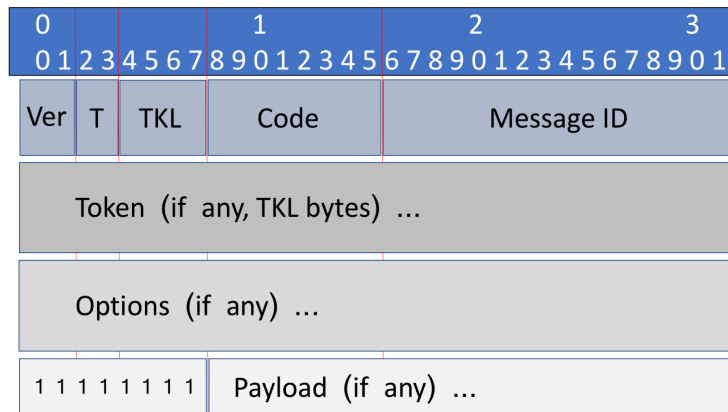 0 1 2 3
0 1 2 3 4 5 6 7 8 9 0 1 2 3 4 5 6 7 8 9 0 1 2 3 4 5 6 7 8 9 0 1
Ver T TKL Code Message ID
Token (if any, TKL bytes) ...
Options (if any) ...
1 1 1 1 1 1 1 1 Payload (if any) ...